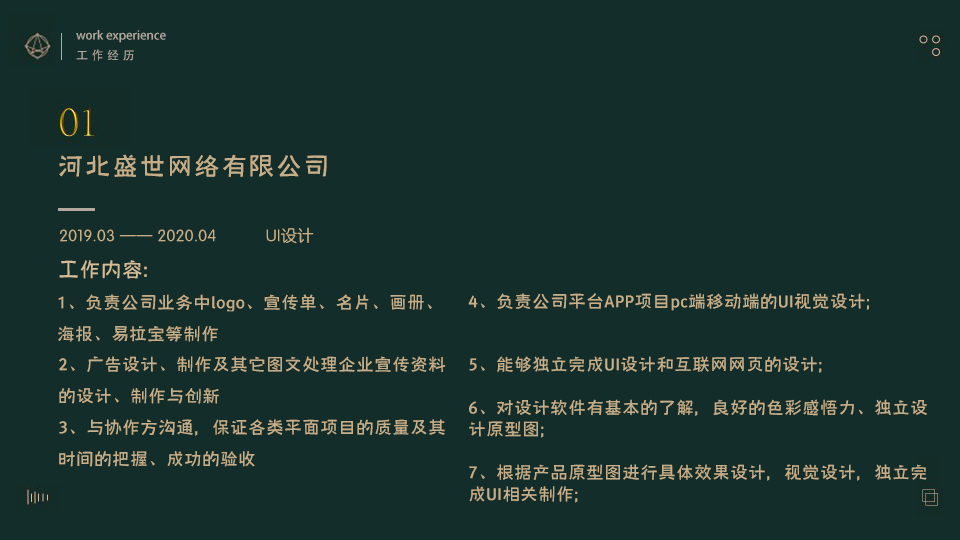 work experience
工作经历
01
河北盛世网络有限公司
2019.03 —— 2020.04 UI设计
工作内容:
1、负责公司业务中logo、宣传单、名片、画册、
海报、易拉宝等制作
2、广告设计、制作及其它图文处理企业宣传资料
的设计、制作与创新
3、与协作方沟通，保证各类平面项目的质量及其
时间的把握、成功的验收
4、负责公司平台APP项目pc端移动端的UI视觉设计;
5、能够独立完成UI设计和互联网网页的设计;
6、对设计软件有基本的了解，良好的色彩感悟力、独立设
计原型图;
7、根据产品原型图进行具体效果设计，视觉设计，独立完
成UI相关制作;